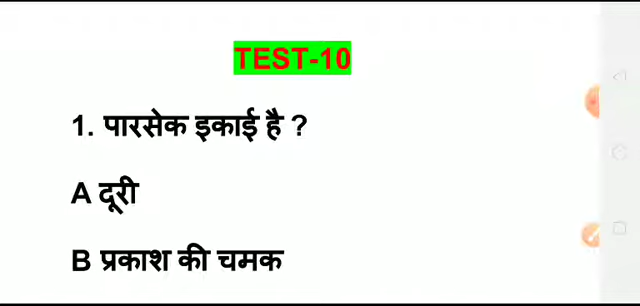 TEST-10
1. पारसेक इकाई है ?
A दूरी
B प्रकाश की चमक